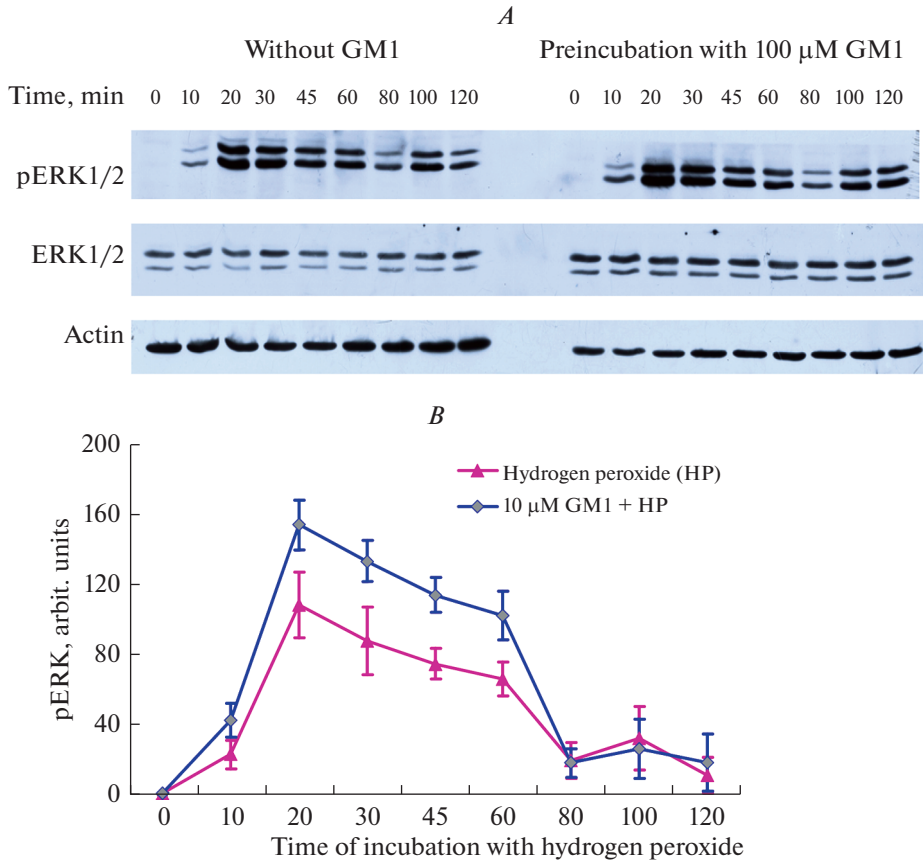 A
Without GM1 Preincubation with 100 μM GM1
Time, min 0 10 20 30 45 60 80 100 120 0 10 20 30 45 60 80 100 120
pERK1/2
ERK1/2
Actin
B
200
160
120
80
40
0
pERK, arbit. units
Hydrogen peroxide (HP)
10 μM GM1 + HP
0 10 20 30 45 60 80 100 120
Time of incubation with hydrogen peroxide